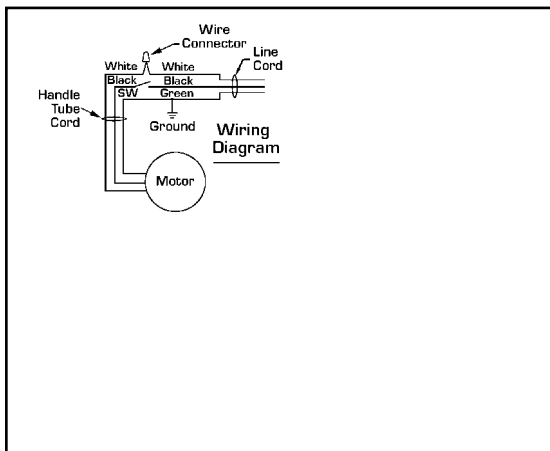 Wire
Connector
White White
Line
Cord
Black Black
SW Green
Handle
Tube
Cord
Ground
Wiring
Diagram
Motor